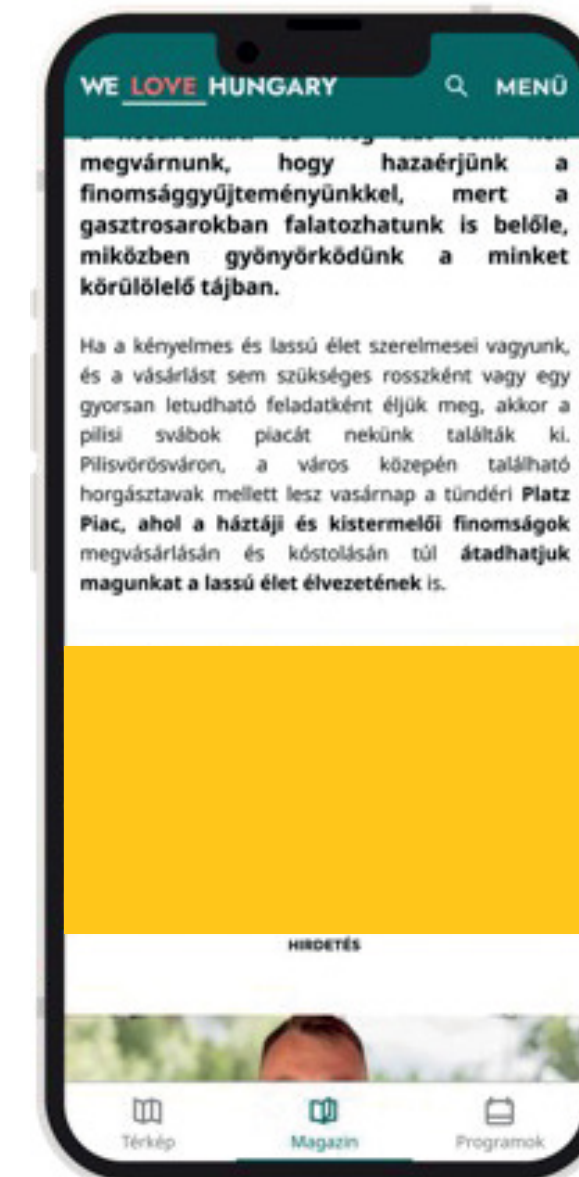 WE LOVE HUNGARY
MENÜ
megvárnunk, hogy hazaérjünk a
finomsággyűjteményünkkel, mert a
gasztrosarokban falatozhatunk is belőle,
miközben gyönyörködünk a minket
körülölelő tájban.
Ha a kényelmes és lassú élet szerelmesei vagyunk,
és a vásárlást sem szükséges rosszként vagy egy
gyorsan letudható feladatként éljük meg, akkor a
pilisi svábok piacát nekünk találták ki.
Pilisvörösváron, a város közepén található
horgásztavak mellett lesz vasárnap a tündéri Platz
Piac, ahol a háztáji és kistermelői finomságok
megvásárlásán és kóstolásán túl átadhatjuk
magunkat a lassú élet élvezetének is.
HIRDETÉS
Térkép
Magazin
Programok